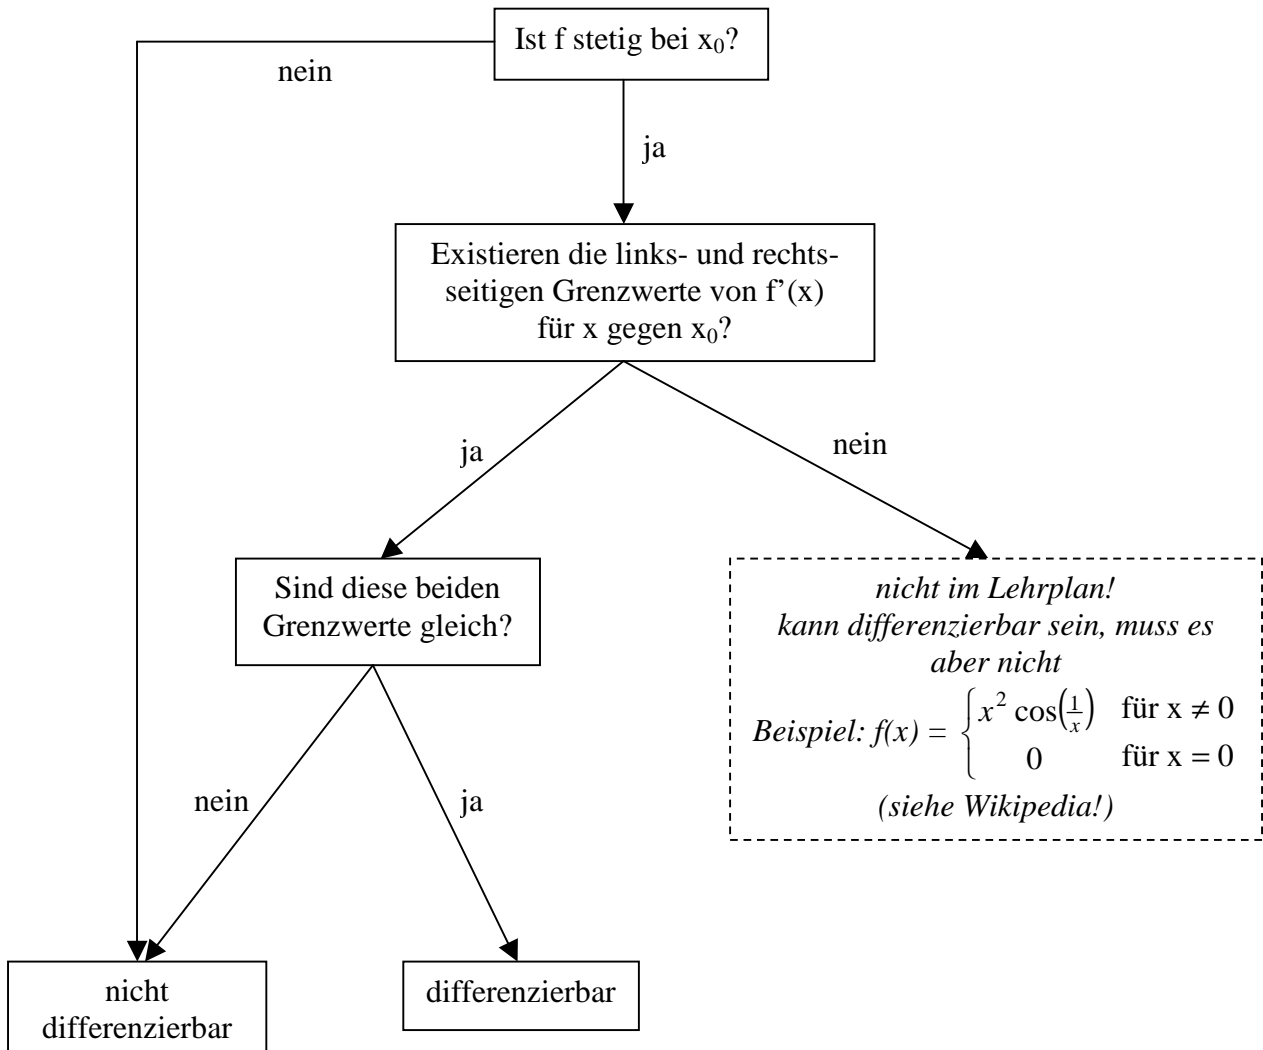 Ist f stetig bei x₀?
nein
ja
Existieren die links- und rechts-
seitigen Grenzwerte von f’(x)
für x gegen x₀?
ja
nein
Sind diese beiden
Grenzwerte gleich?
nicht im Lehrplan!
kann differenzierbar sein, muss es
aber nicht
Beispiel: f(x) = { x² cos(1/x) für x ≠ 0
0 für x = 0
(siehe Wikipedia!)
nein
ja
nicht
differenzierbar
differenzierbar